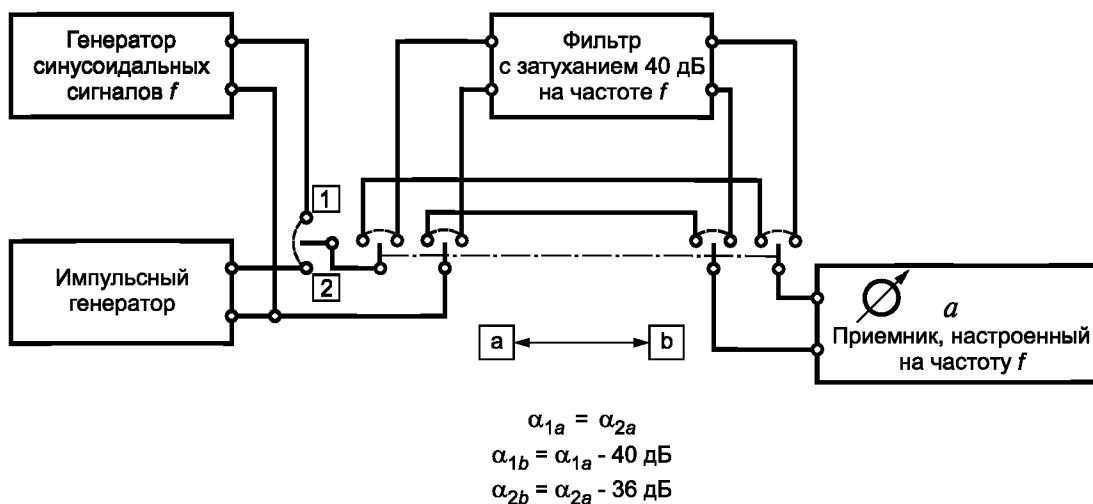 Генератор
синусоидальных
сигналов f
Фильтр
с затуханием 40 дБ
на частоте f
1
2
Импульсный
генератор
a
b
a
Приемник, настроенный
на частоту f
α1a = α2a
α1b = α1a - 40 дБ
α2b = α2a - 36 дБ